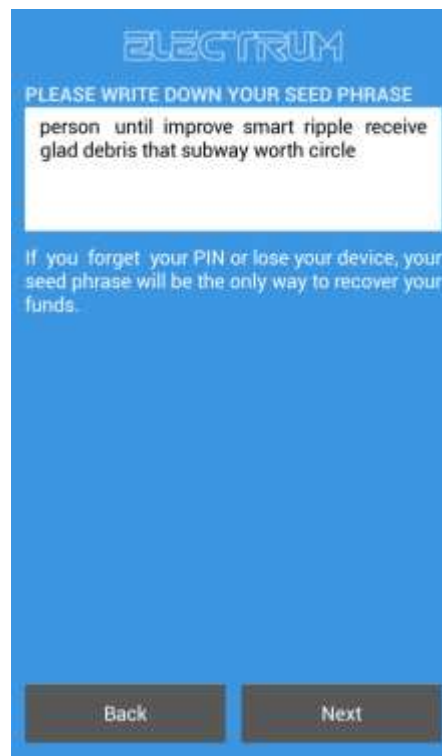 ELECTRUM
PLEASE WRITE DOWN YOUR SEED PHRASE
person until improve smart ripple receive
glad debris that subway worth circle
If you forget your PIN or lose your device, your
seed phrase will be the only way to recover your
funds.
Back
Next